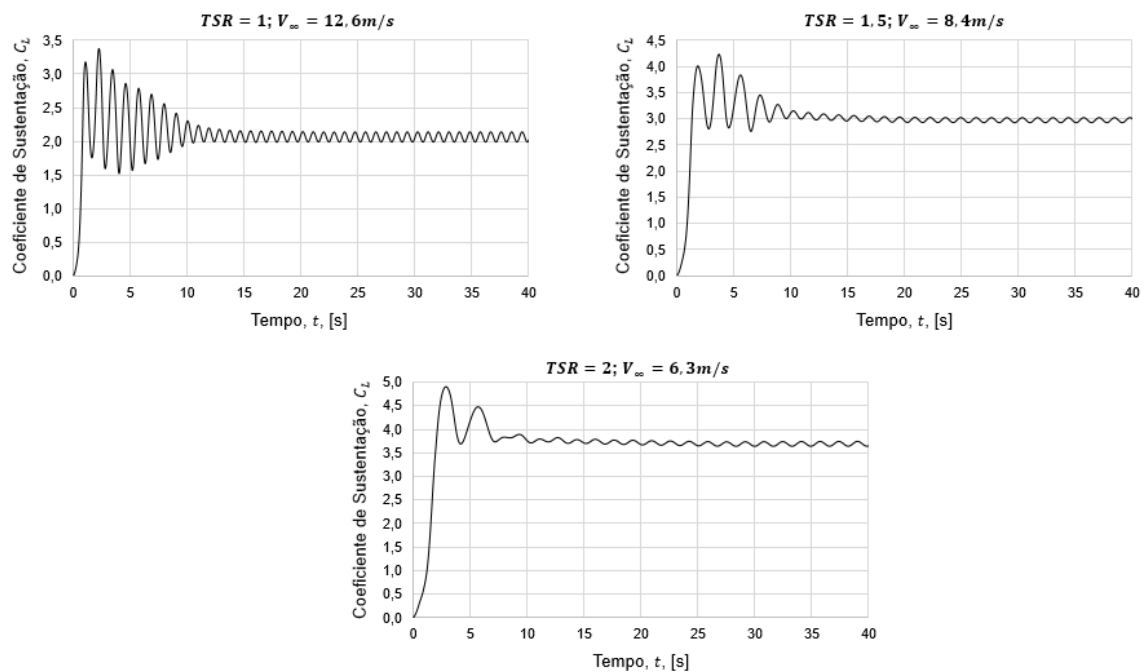 TSR = 1; V∞ = 12,6m/s
Coeficiente de Sustentação, C_L
3,5
3,0
2,5
2,0
1,5
1,0
0,5
0,0
0 5 10 15 20 25 30 35 40
Tempo, t, [s]
TSR = 1,5; V∞ = 8,4m/s
Coeficiente de Sustentação, C_L
4,5
4,0
3,5
3,0
2,5
2,0
1,5
1,0
0,5
0,0
0 5 10 15 20 25 30 35 40
Tempo, t, [s]
TSR = 2; V∞ = 6,3m/s
Coeficiente de Sustentação, C_L
5,0
4,5
4,0
3,5
3,0
2,5
2,0
1,5
1,0
0,5
0,0
0 5 10 15 20 25 30 35 40
Tempo, t, [s]